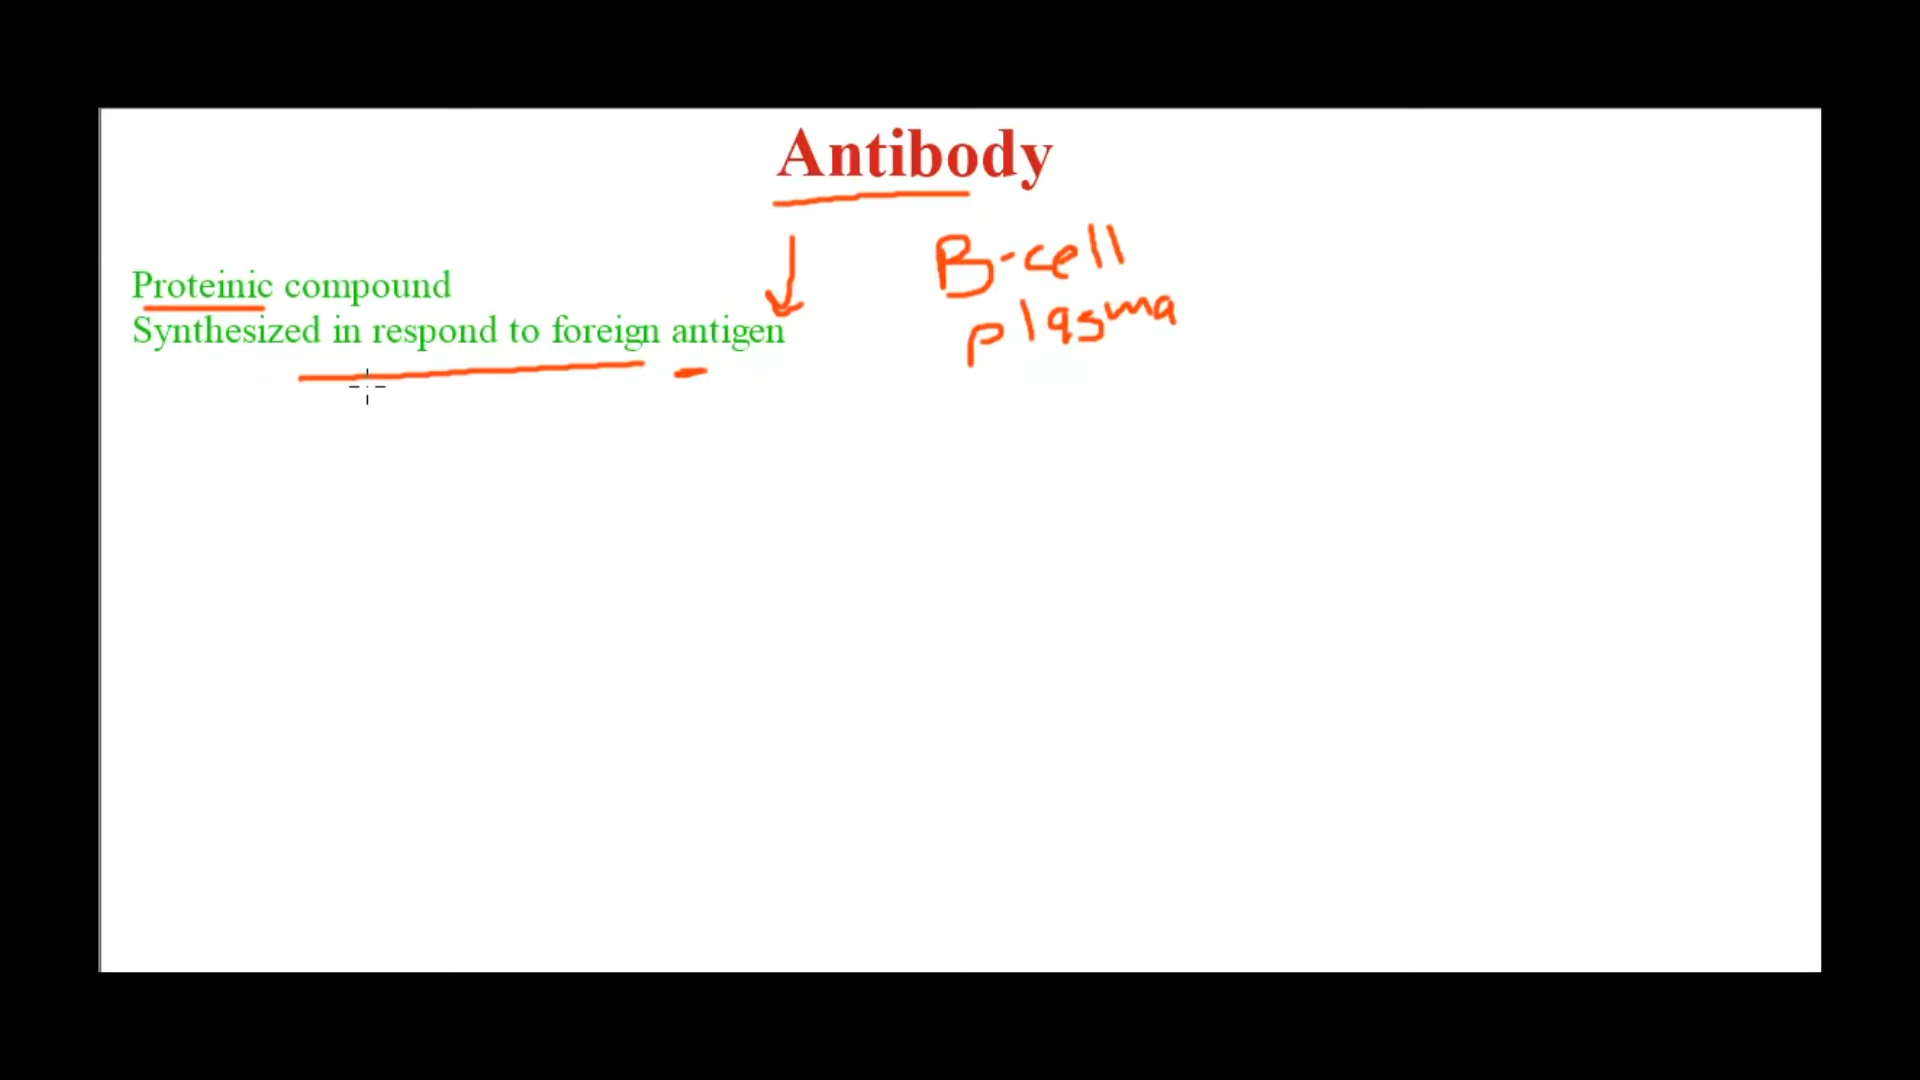 Antibody
B-cell
plasma
Proteinic compound
Synthesized in respond to foreign antigen